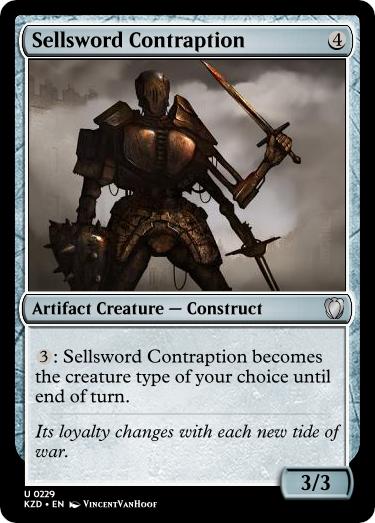 Sellsword Contraption 4
Artifact Creature — Construct
3: Sellsword Contraption becomes
the creature type of your choice until
end of turn.
Its loyalty changes with each new tide of
war.
3/3
U 0229
KZD • EN VincentVanHoof